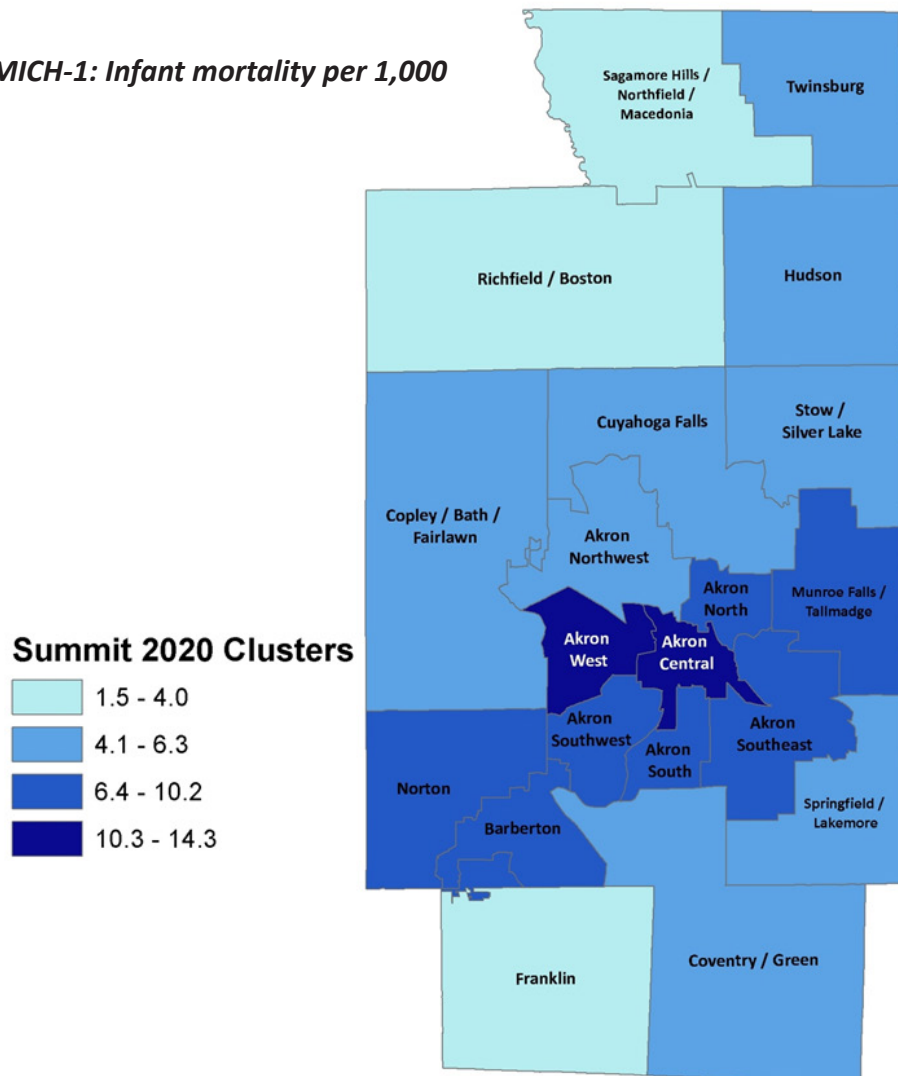 MICH-1: Infant mortality per 1,000
Sagamore Hills /
Northfield /
Macedonia
Twinsburg
Richfield / Boston
Hudson
Cuyahoga Falls
Stow /
Silver Lake
Copley / Bath /
Fairlawn
Akron
Northwest
Akron
North
Munroe Falls /
Tallmadge
Akron
West
Akron
Central
Akron
Southwest
Akron
South
Akron
Southeast
Norton
Barberton
Springfield /
Lakemore
Franklin
Coventry / Green
Summit 2020 Clusters
1.5 - 4.0
4.1 - 6.3
6.4 - 10.2
10.3 - 14.3